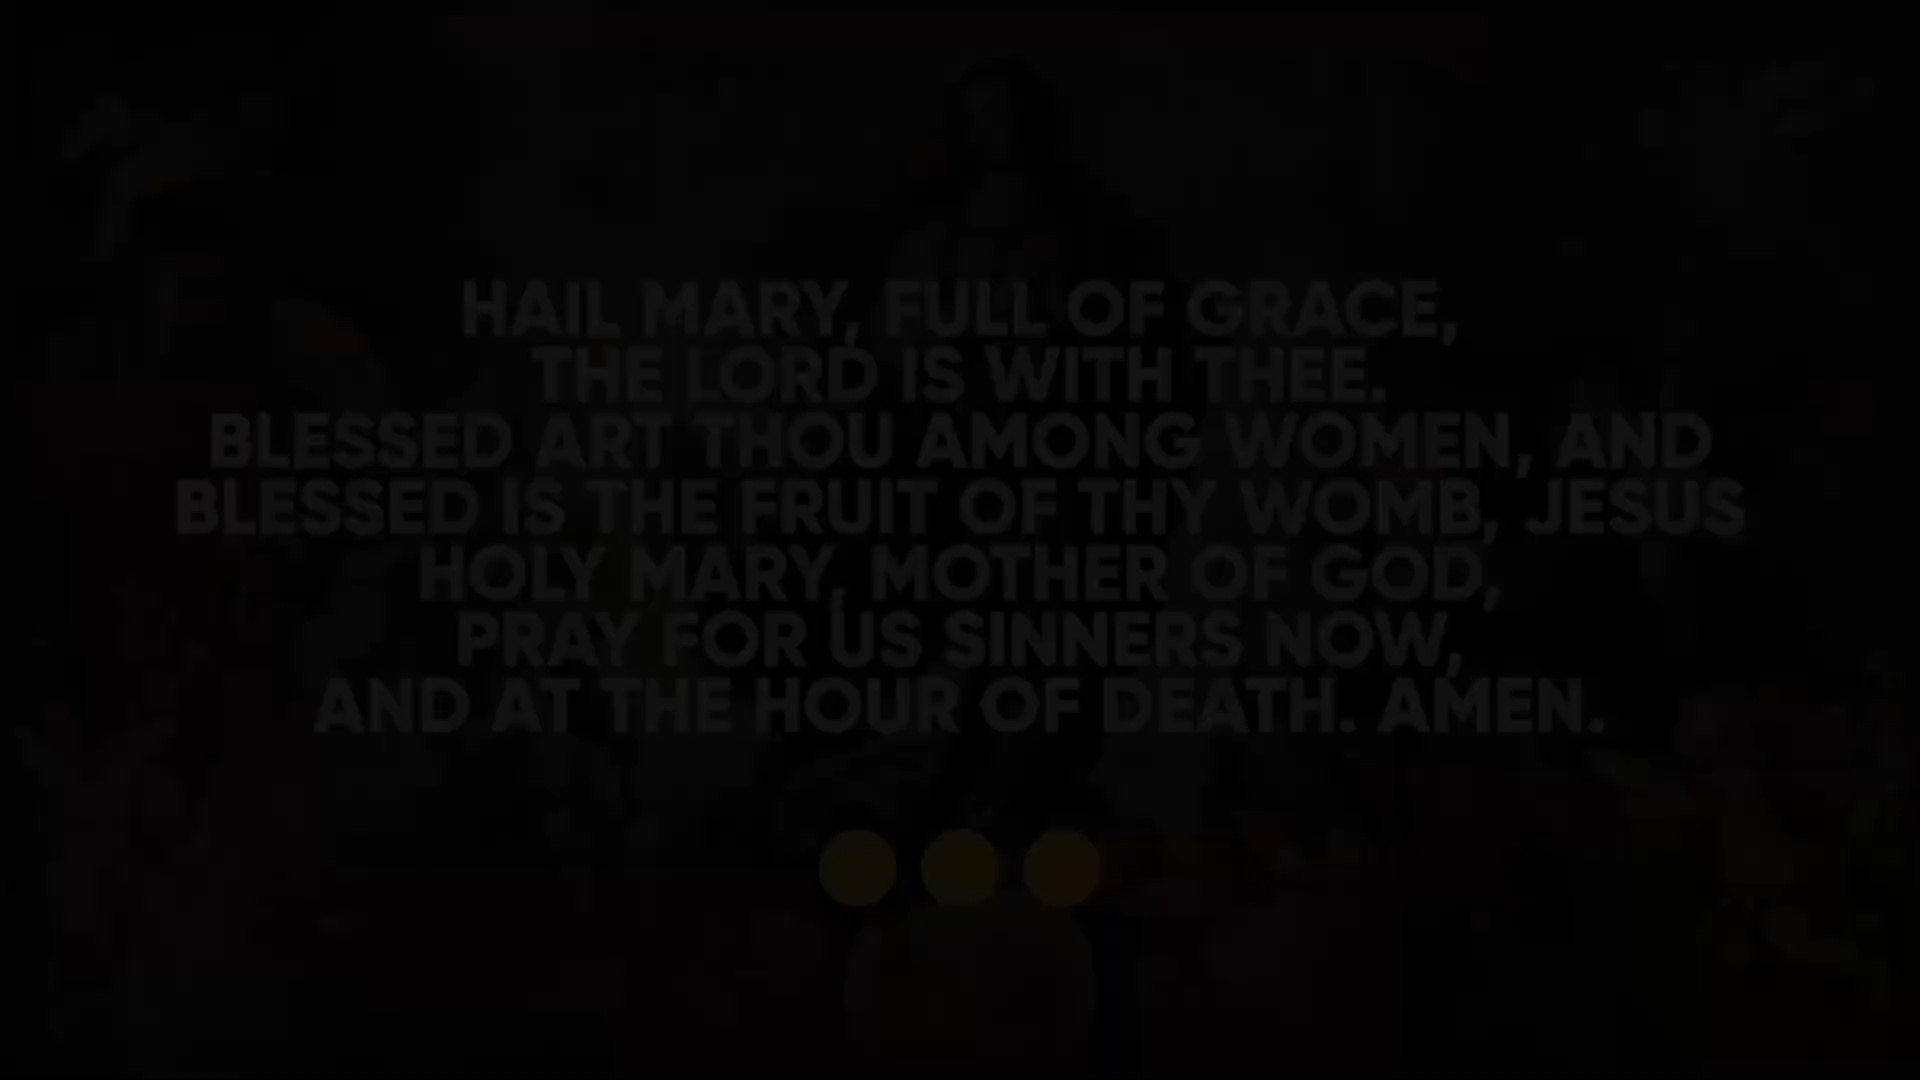 HAIL MARY, FULL OF GRACE,
THE LORD IS WITH THEE.
BLESSED ART THOU AMONG WOMEN, AND
BLESSED IS THE FRUIT OF THY WOMB, JESUS
HOLY MARY, MOTHER OF GOD,
PRAY FOR US SINNERS NOW,
AND AT THE HOUR OF DEATH. AMEN.